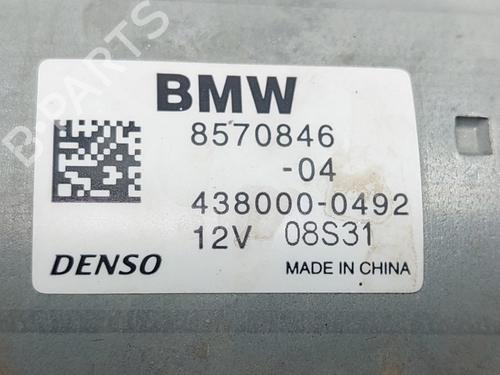 BMW
8570846
-04
438000-0492
12V 08S31
DENSO MADE IN CHINA
B-PARTS